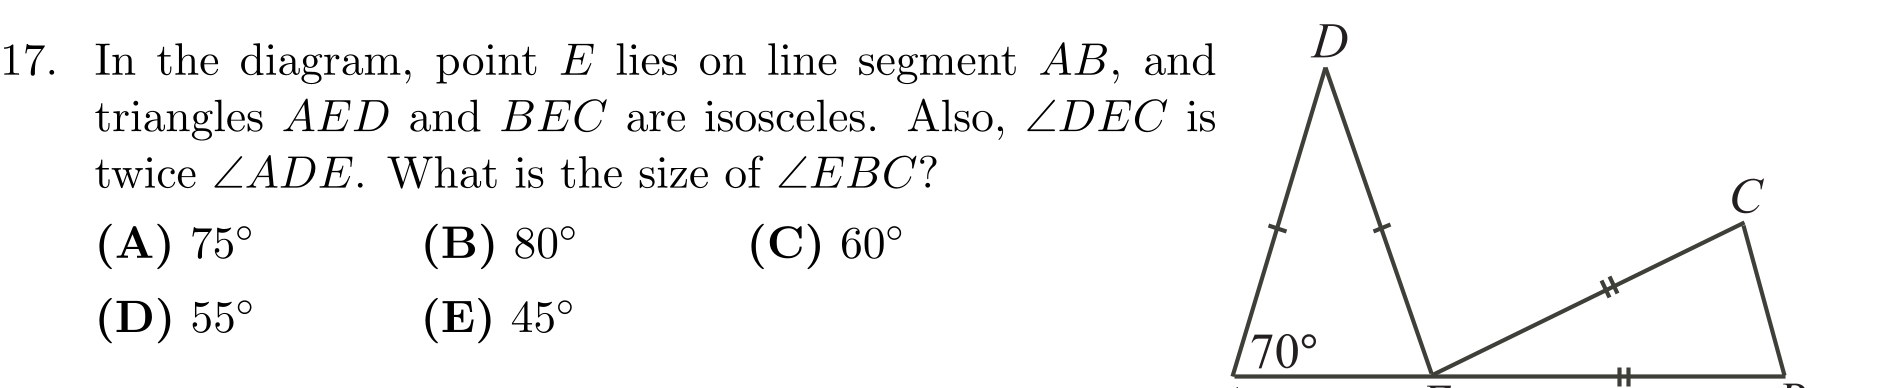 17. In the diagram, point E lies on line segment AB, and
triangles AED and BEC are isosceles. Also, ∠DEC is
twice ∠ADE. What is the size of ∠EBC?
(A) 75° (B) 80° (C) 60°
(D) 55° (E) 45°
D
C
70°